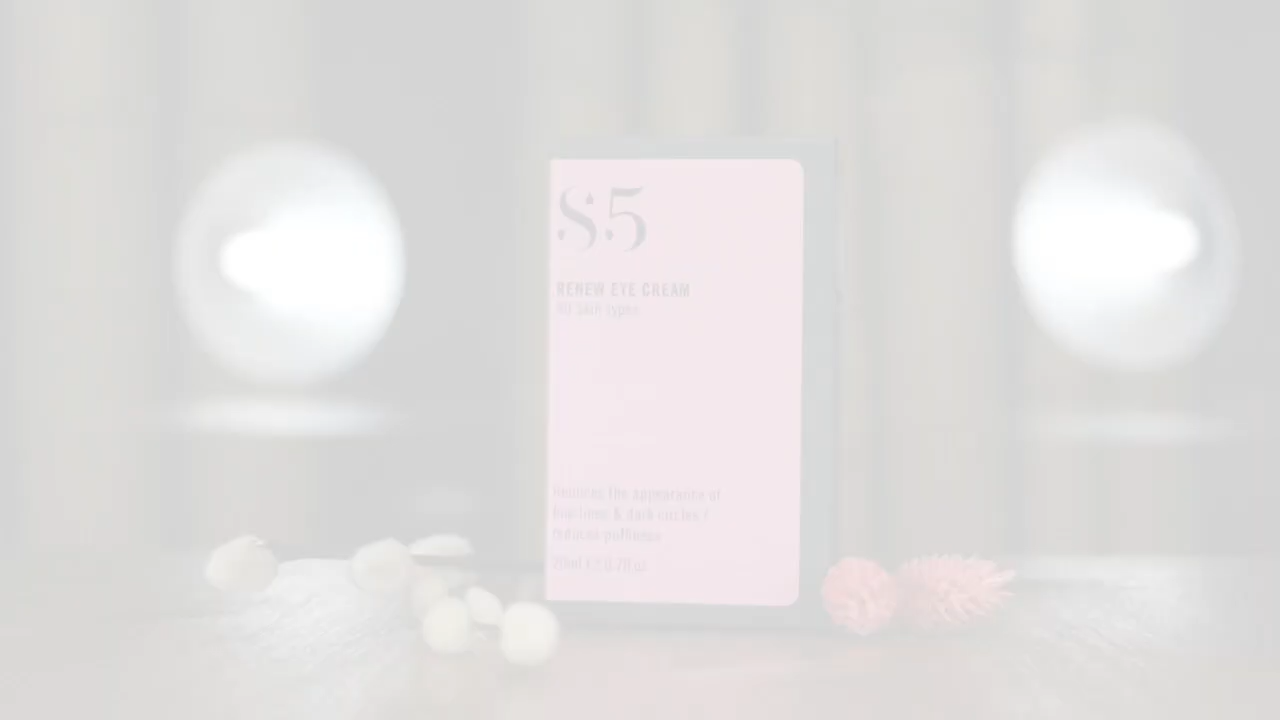 S5
RENEW EYE CREAM
all skin types
Reduces the appearance of
fine lines & dark circles /
reduces puffiness
20ml / 0.7fl oz